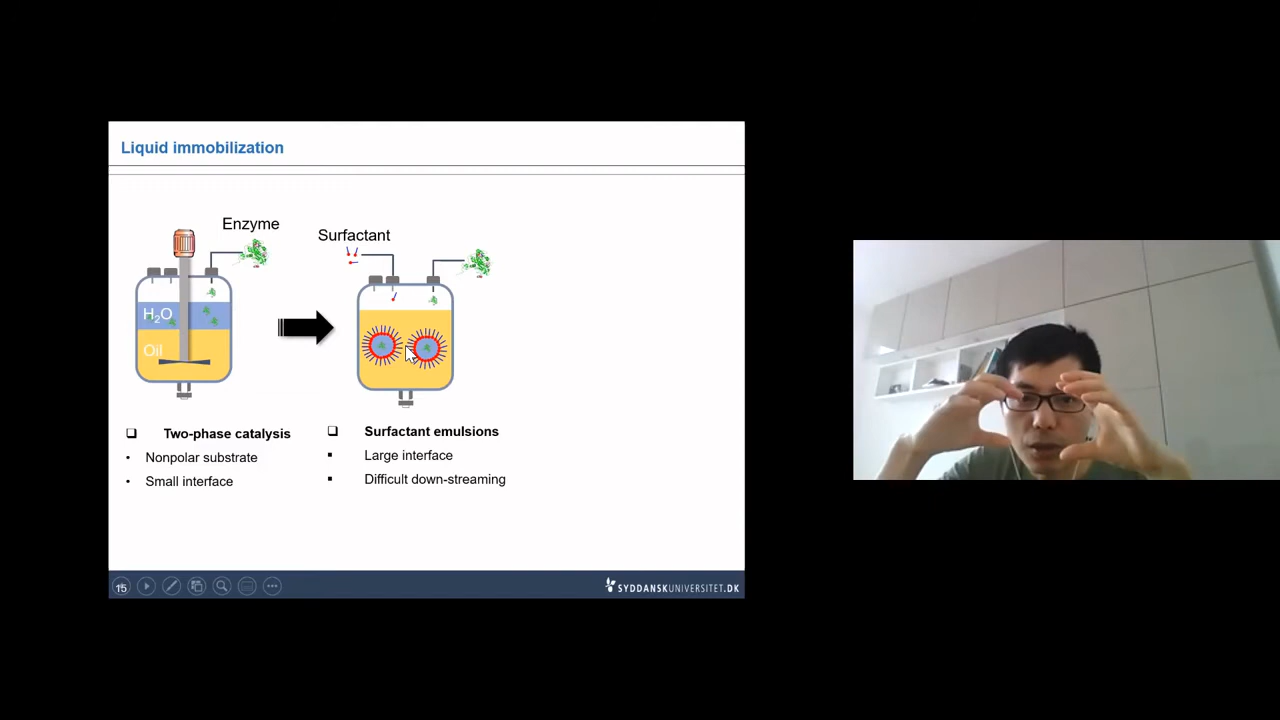 Liquid immobilization
Enzyme
Surfactant
H₂O
Oil
Two-phase catalysis
Nonpolar substrate
Small interface
Surfactant emulsions
Large interface
Difficult down-streaming
15
SYDDANSKUNIVERSITET.DK